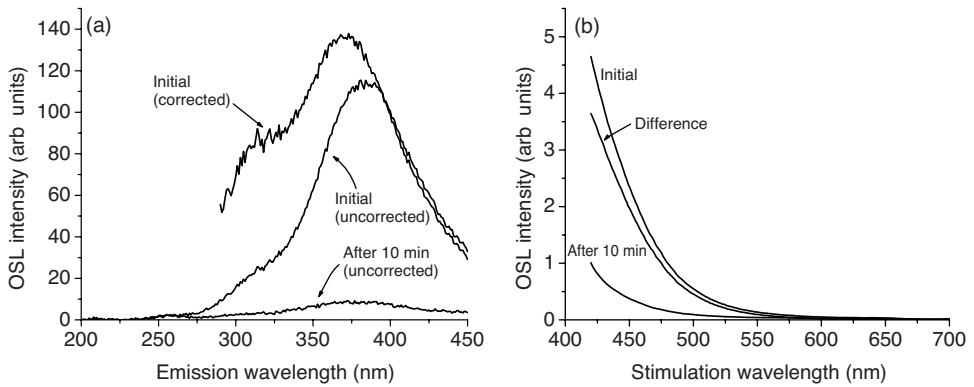 (a)
OSL intensity (arb units)
140
120
100
80
60
40
20
0
Initial
(corrected)
Initial
(uncorrected)
After 10 min
(uncorrected)
200 250 300 350 400 450
Emission wavelength (nm)
(b)
OSL intensity (arb units)
5
4
3
2
1
0
Initial
Difference
After 10 min
400 450 500 550 600 650 700
Stimulation wavelength (nm)